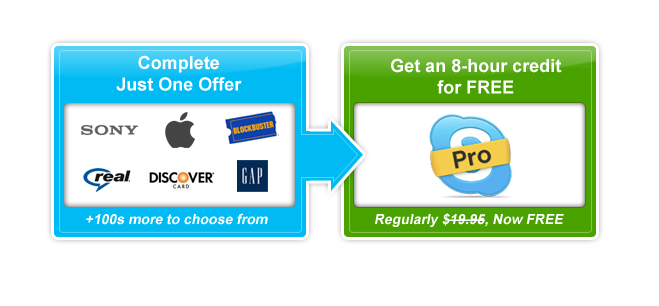 Complete
Just One Offer
SONY
BLOCKBUSTER
real
DISCOVER
CARD
GAP
+100s more to choose from
Get an 8-hour credit
for FREE
Pro
Regularly $19.95, Now FREE